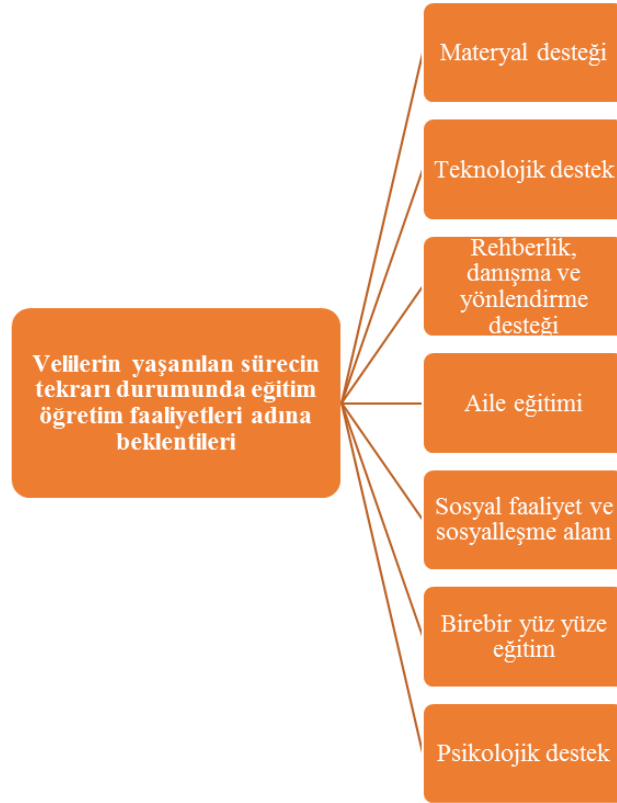 Materyal desteği
Teknolojik destek
Rehberlik,
danışma ve
yönlendirme
desteği
Velilerin yaşanılan sürecin
tekrarı durumunda eğitim
öğretim faaliyetleri adına
beklentileri
Aile eğitimi
Sosyal faaliyet ve
sosyalleşme alanı
Birebir yüz yüze
eğitim
Psikolojik destek